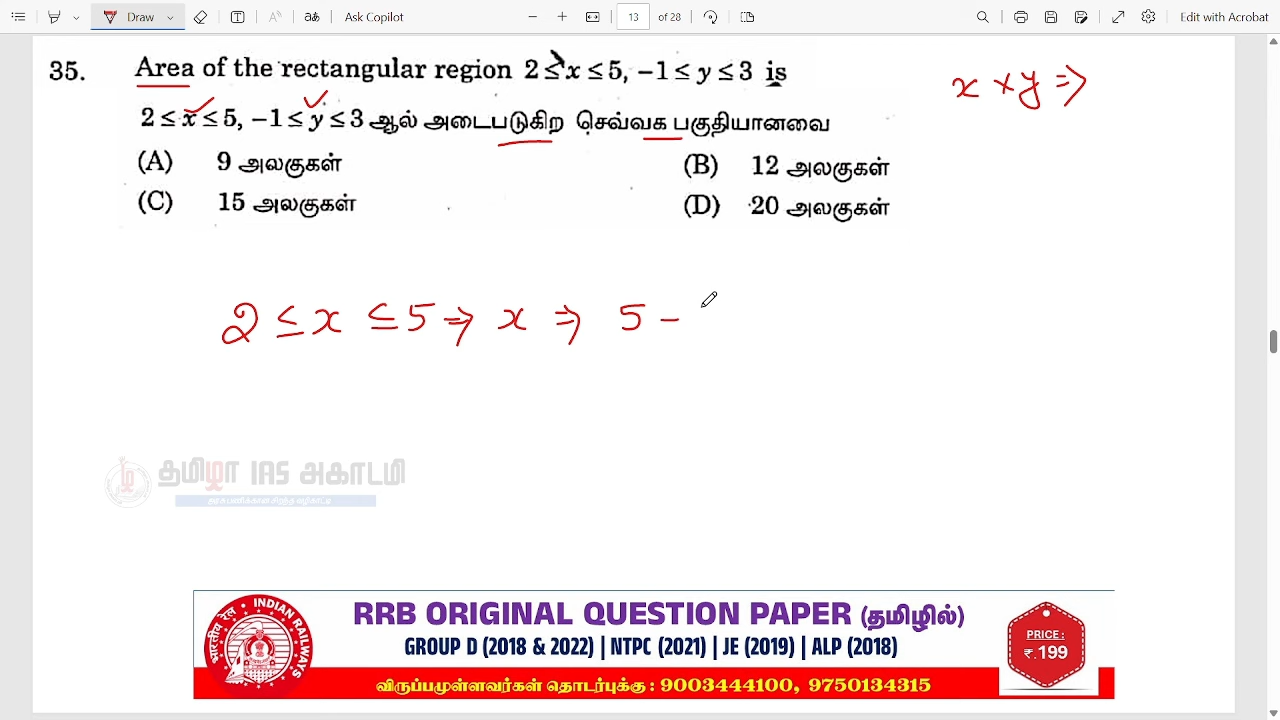 Draw
Ask Copilot
13 of 28
Edit with Acrobat
35. Area of the rectangular region 2 ≤ x ≤ 5, −1 ≤ y ≤ 3 is
x × y ⇒
2 ≤ x ≤ 5, −1 ≤ y ≤ 3 ஆல் அடைபடுகிற செவ்வக பகுதியானவை
(A) 9 அலகுகள்
(B) 12 அலகுகள்
(C) 15 அலகுகள்
(D) 20 அலகுகள்
2 ≤ x ≤ 5 ⇒ x ⇒ 5 −
தமிழா IAS அகாடமி
INDIAN RAILWAYS
भारतीय रेल
RRB ORIGINAL QUESTION PAPER (தமிழில்)
GROUP D (2018 & 2022) | NTPC (2021) | JE (2019) | ALP (2018)
விருப்பமுள்ளவர்கள் தொடர்புக்கு : 9003444100, 9750134315
PRICE :
₹.199